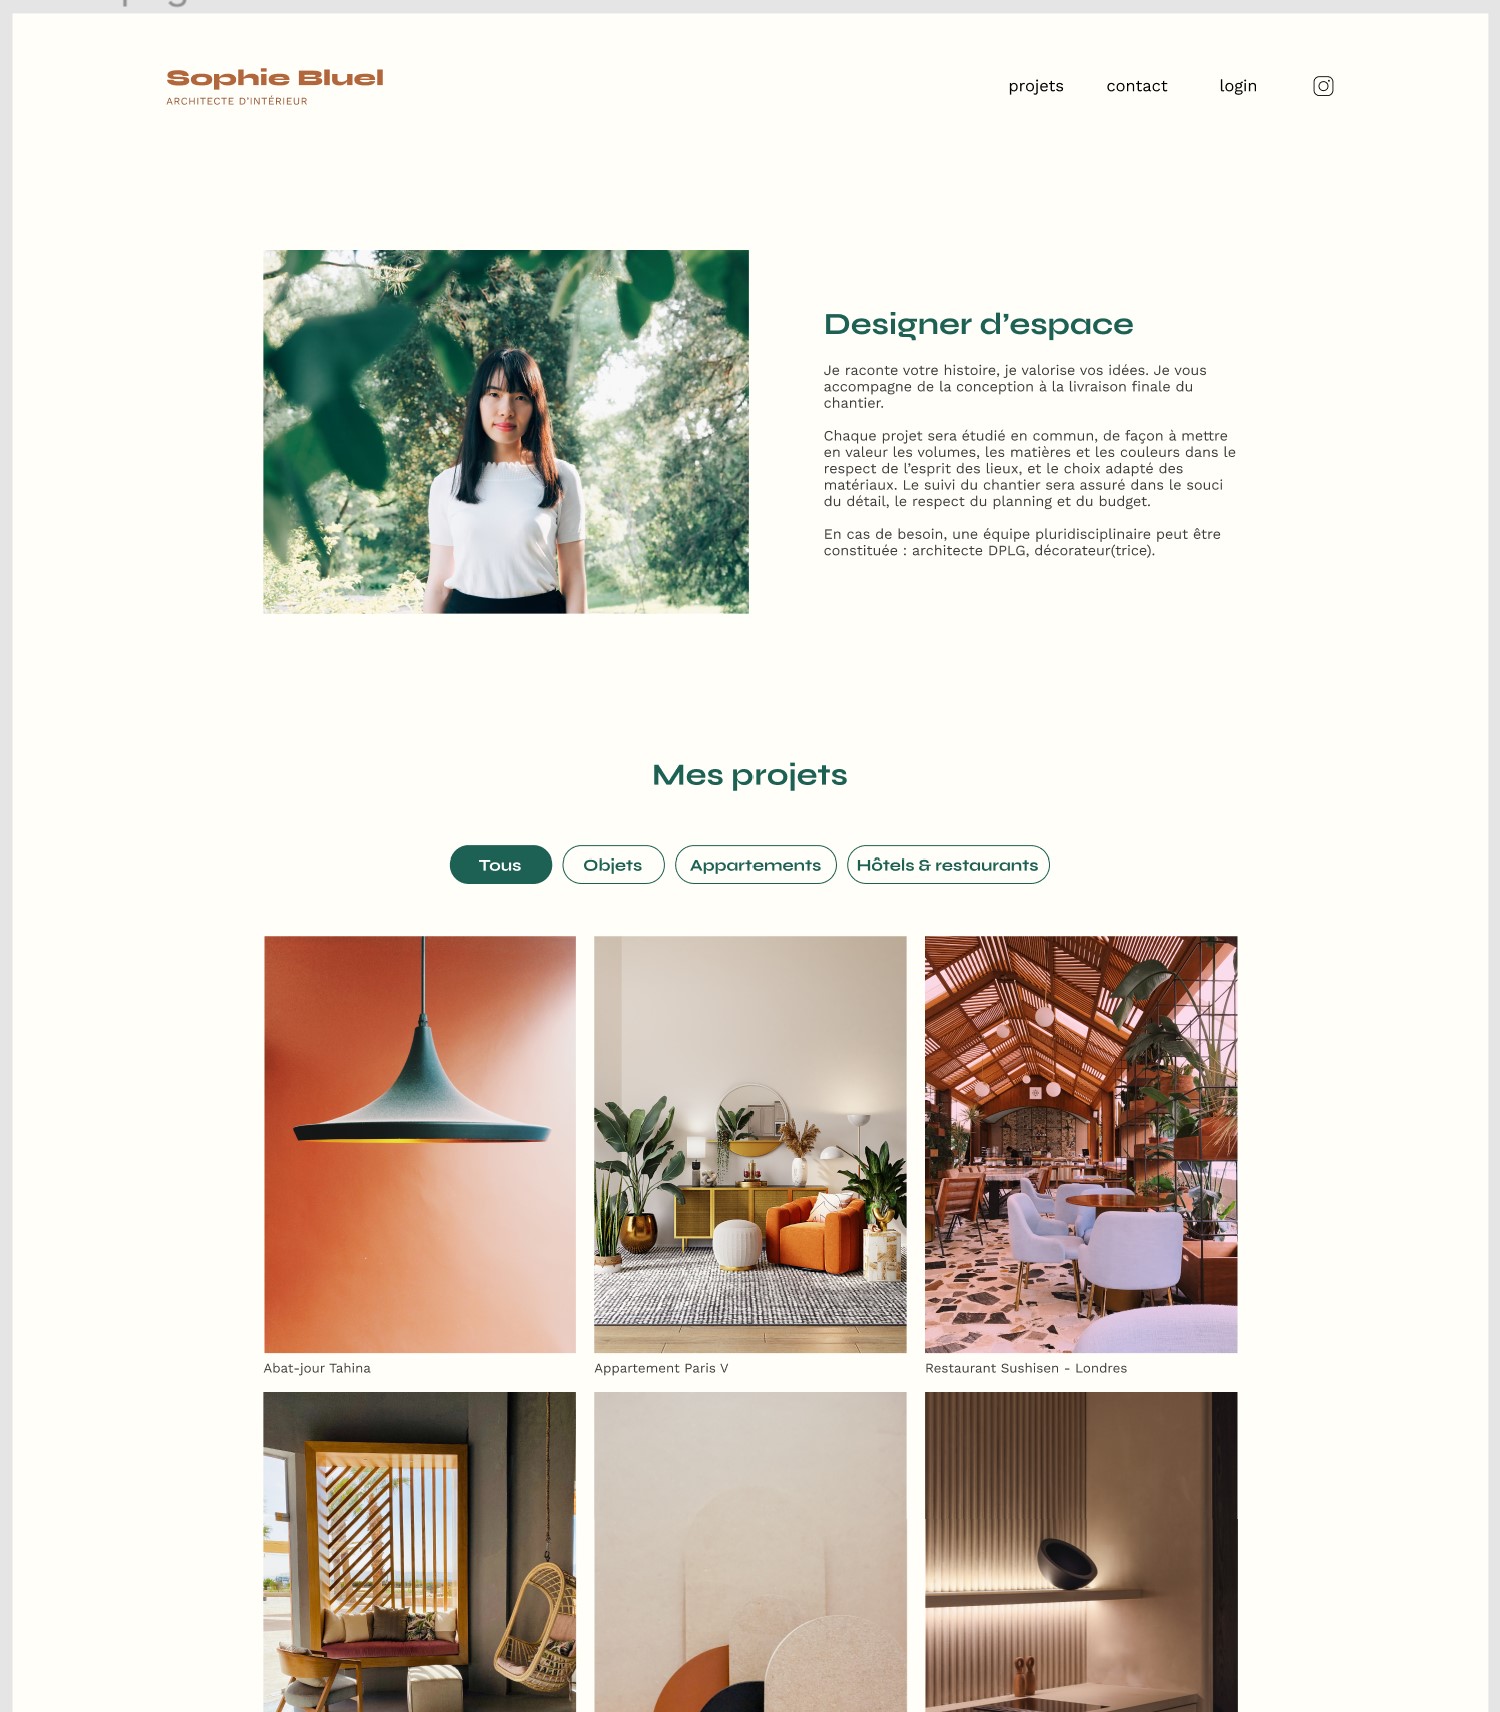 Sophie Bluel
ARCHITECTE D'INTÉRIEUR
projets
contact
login
Designer d’espace
Je raconte votre histoire, je valorise vos idées. Je vous
accompagne de la conception à la livraison finale du
chantier.
Chaque projet sera étudié en commun, de façon à mettre
en valeur les volumes, les matières et les couleurs dans le
respect de l’esprit des lieux, et le choix adapté des
matériaux. Le suivi du chantier sera assuré dans le souci
du détail, le respect du planning et du budget.
En cas de besoin, une équipe pluridisciplinaire peut être
constituée : architecte DPLG, décorateur(trice).
Mes projets
Tous
Objets
Appartements
Hôtels & restaurants
Abat-jour Tahina
Appartement Paris V
Restaurant Sushisen - Londres